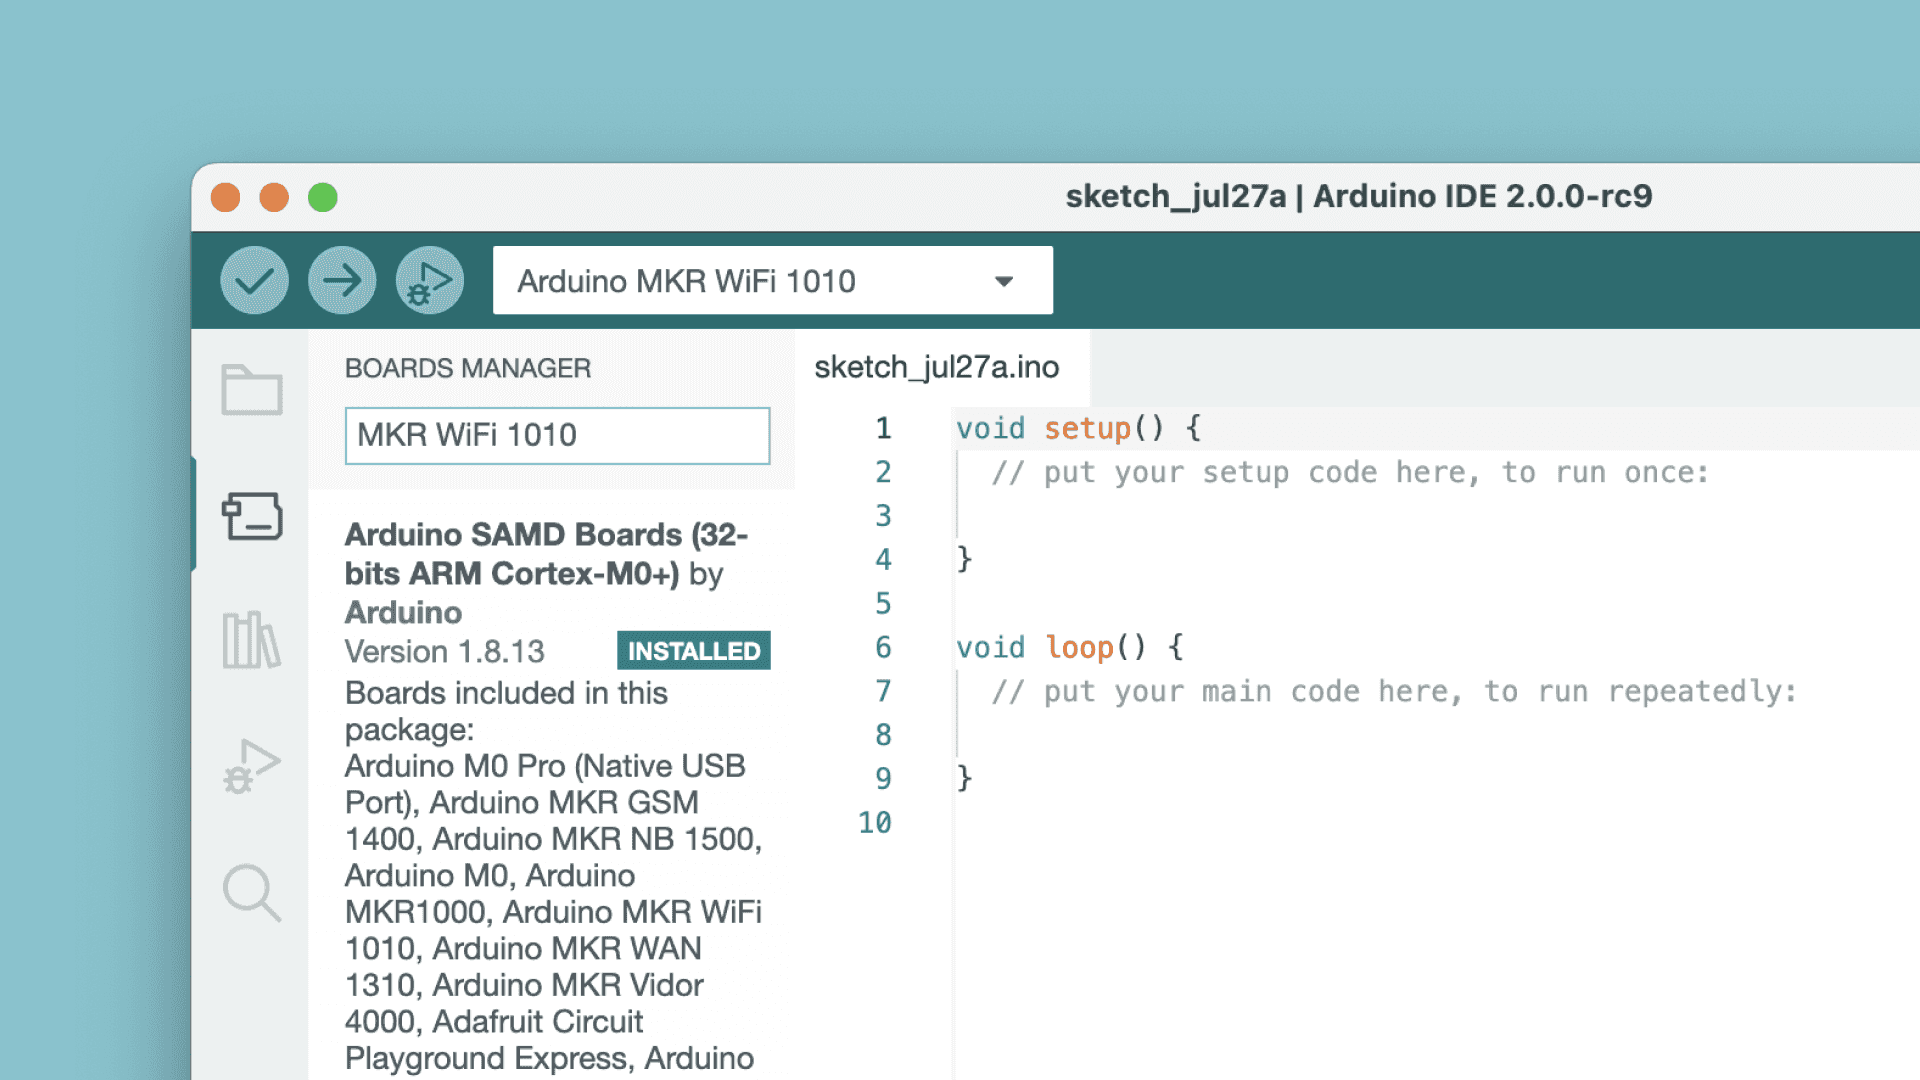 sketch_jul27a | Arduino IDE 2.0.0-rc9
Arduino MKR WiFi 1010
BOARDS MANAGER
MKR WiFi 1010
Arduino SAMD Boards (32-
bits ARM Cortex-M0+) by
Arduino
Version 1.8.13
INSTALLED
Boards included in this
package:
Arduino M0 Pro (Native USB
Port), Arduino MKR GSM
1400, Arduino MKR NB 1500,
Arduino M0, Arduino
MKR1000, Arduino MKR WiFi
1010, Arduino MKR WAN
1310, Arduino MKR Vidor
4000, Adafruit Circuit
Playground Express, Arduino
sketch_jul27a.ino
1 void setup() {
2 // put your setup code here, to run once:
3
4 }
5
6 void loop() {
7 // put your main code here, to run repeatedly:
8
9 }
10